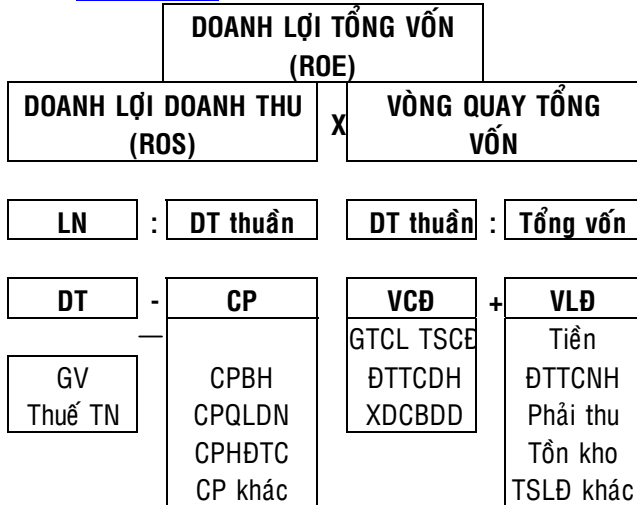 DOANH LỢI TỔNG VỐN
(ROE)
DOANH LỢI DOANH THU
(ROS)
X
VÒNG QUAY TỔNG
VỐN
LN : DT thuần DT thuần : Tổng vốn
DT - CP VCĐ + VLĐ
GTCL TSCĐ Tiền
GV CPBH ĐTTCDH ĐTTCNH
Thuế TN CPQLDN XDCBDD Phải thu
CPHĐTC Tồn kho
CP khác TSLĐ khác